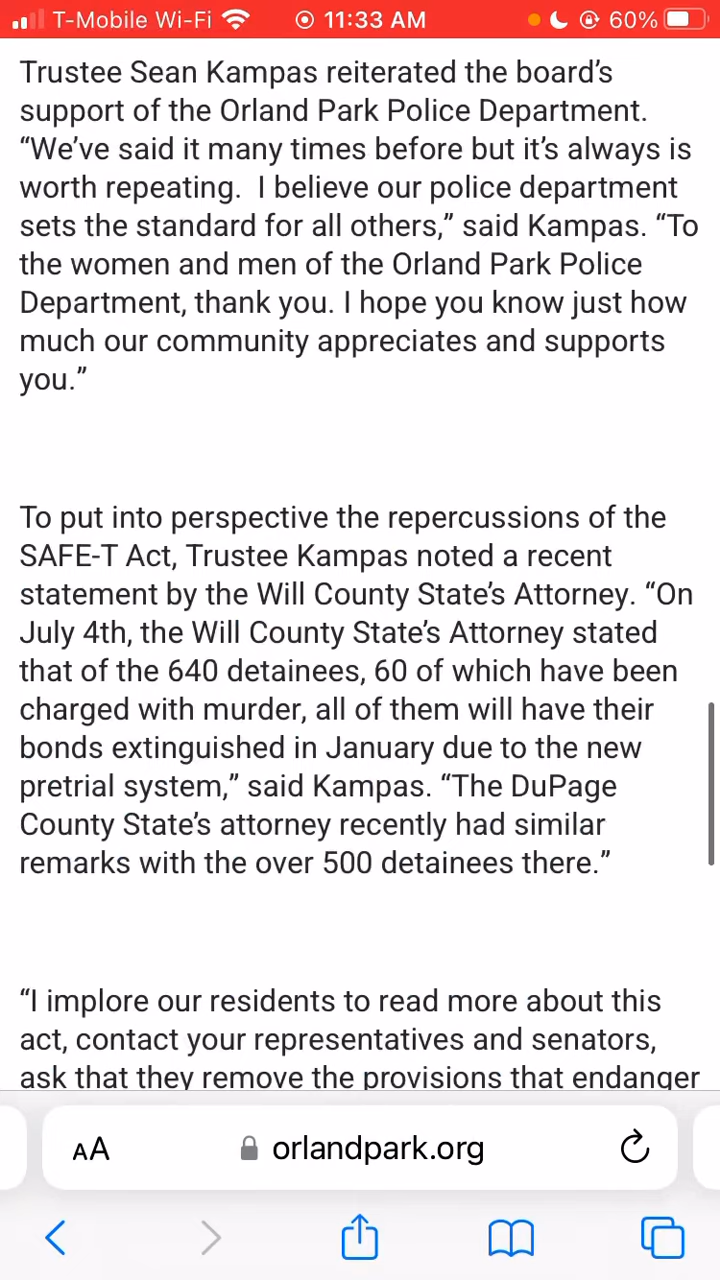 T-Mobile Wi-Fi 11:33 AM 60%
Trustee Sean Kampas reiterated the board’s
support of the Orland Park Police Department.
“We’ve said it many times before but it’s always is
worth repeating.  I believe our police department
sets the standard for all others,” said Kampas. “To
the women and men of the Orland Park Police
Department, thank you. I hope you know just how
much our community appreciates and supports
you.”
To put into perspective the repercussions of the
SAFE-T Act, Trustee Kampas noted a recent
statement by the Will County State’s Attorney. “On
July 4th, the Will County State’s Attorney stated
that of the 640 detainees, 60 of which have been
charged with murder, all of them will have their
bonds extinguished in January due to the new
pretrial system,” said Kampas. “The DuPage
County State’s attorney recently had similar
remarks with the over 500 detainees there.”
“I implore our residents to read more about this
act, contact your representatives and senators,
ask that they remove the provisions that endanger
AA orlandpark.org